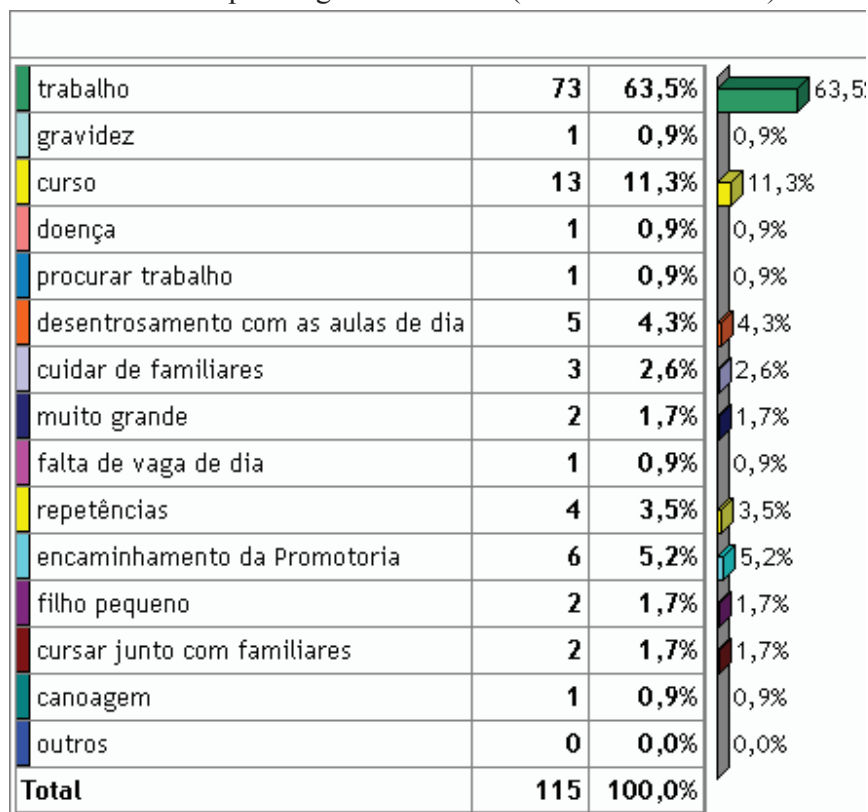 trabalho 73 63,5% 63,5%
gravidez 1 0,9% 0,9%
curso 13 11,3% 11,3%
doença 1 0,9% 0,9%
procurar trabalho 1 0,9% 0,9%
desentrosamento com as aulas de dia 5 4,3% 4,3%
cuidar de familiares 3 2,6% 2,6%
muito grande 2 1,7% 1,7%
falta de vaga de dia 1 0,9% 0,9%
repetências 4 3,5% 3,5%
encaminhamento da Promotoria 6 5,2% 5,2%
filho pequeno 2 1,7% 1,7%
cursar junto com familiares 2 1,7% 1,7%
canoagem 1 0,9% 0,9%
outros 0 0,0% 0,0%
Total 115 100,0%